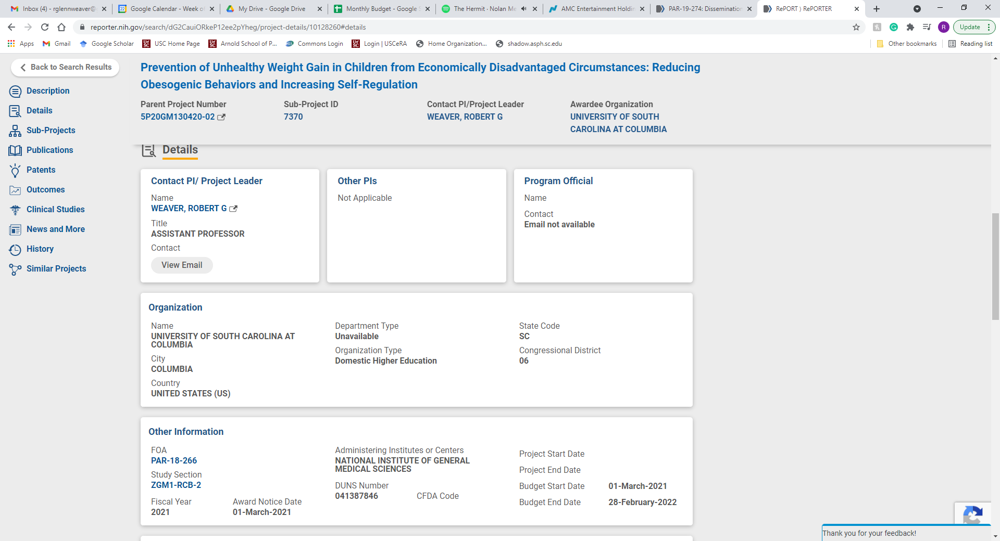 Inbox (4) - rglennweaver@
Google Calendar - Week o
My Drive - Google Drive
Monthly Budget - Google S
The Hermit · Nolan Me
AMC Entertainment Holdin
PAR-19-274: Dissemination
RePORT ⟩ RePORTER
reporter.nih.gov/search/dG2CauiORkeP12ee2pYheg/project-details/10128260#details
R
Update
Apps
Gmail
Google Scholar
USC Home Page
Arnold School of P...
Commons Login
Login | USCeRA
Home Organization...
shadow.asph.sc.edu
Other bookmarks
Reading list
Back to Search Results
Description
Details
Sub-Projects
Publications
Patents
Outcomes
Clinical Studies
News and More
History
Similar Projects
Prevention of Unhealthy Weight Gain in Children from Economically Disadvantaged Circumstances: Reducing
Obesogenic Behaviors and Increasing Self-Regulation
Parent Project Number
5P20GM130420-02
Sub-Project ID
7370
Contact PI/Project Leader
WEAVER, ROBERT G
Awardee Organization
UNIVERSITY OF SOUTH
CAROLINA AT COLUMBIA
Details
Contact PI/ Project Leader
Name
WEAVER, ROBERT G
Title
ASSISTANT PROFESSOR
Contact
View Email
Other PIs
Not Applicable
Program Official
Name
Contact
Email not available
Organization
Name
UNIVERSITY OF SOUTH CAROLINA AT
COLUMBIA
City
COLUMBIA
Country
UNITED STATES (US)
Department Type
Unavailable
Organization Type
Domestic Higher Education
State Code
SC
Congressional District
06
Other Information
FOA
PAR-18-266
Study Section
ZGM1-RCB-2
Fiscal Year
2021
Award Notice Date
01-March-2021
Administering Institutes or Centers
NATIONAL INSTITUTE OF GENERAL
MEDICAL SCIENCES
DUNS Number
041387846
CFDA Code
Project Start Date
Project End Date
Budget Start Date 01-March-2021
Budget End Date 28-February-2022
Thank you for your feedback!